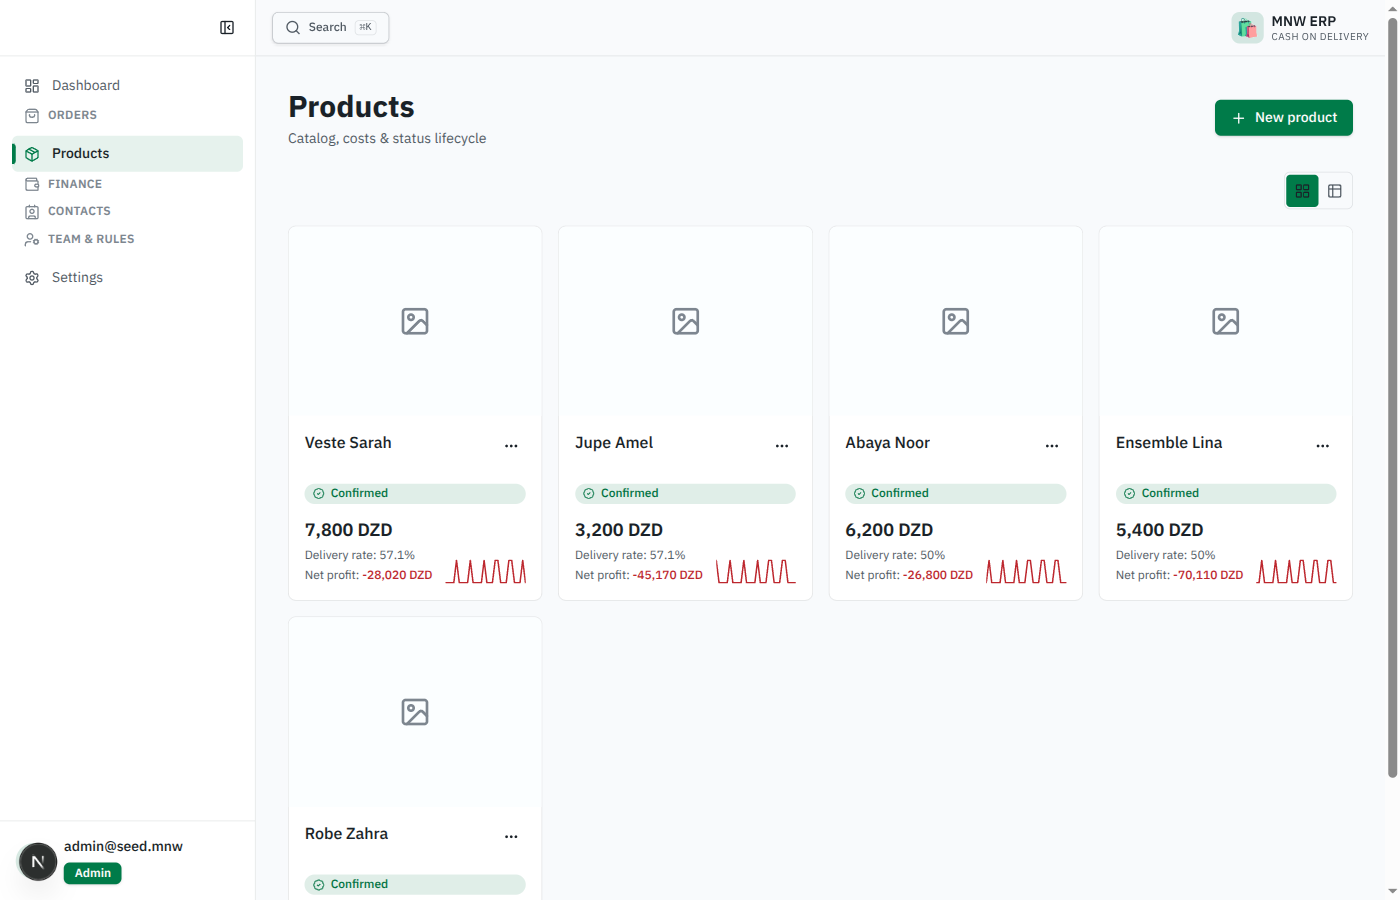 Search ⌘K
MNW ERP
CASH ON DELIVERY
Dashboard
ORDERS
Products
FINANCE
CONTACTS
TEAM & RULES
Settings
Products
Catalog, costs & status lifecycle
New product
Veste Sarah
Confirmed
7,800 DZD
Delivery rate: 57.1%
Net profit: -28,020 DZD
Jupe Amel
Confirmed
3,200 DZD
Delivery rate: 57.1%
Net profit: -45,170 DZD
Abaya Noor
Confirmed
6,200 DZD
Delivery rate: 50%
Net profit: -26,800 DZD
Ensemble Lina
Confirmed
5,400 DZD
Delivery rate: 50%
Net profit: -70,110 DZD
Robe Zahra
Confirmed
N
admin@seed.mnw
Admin